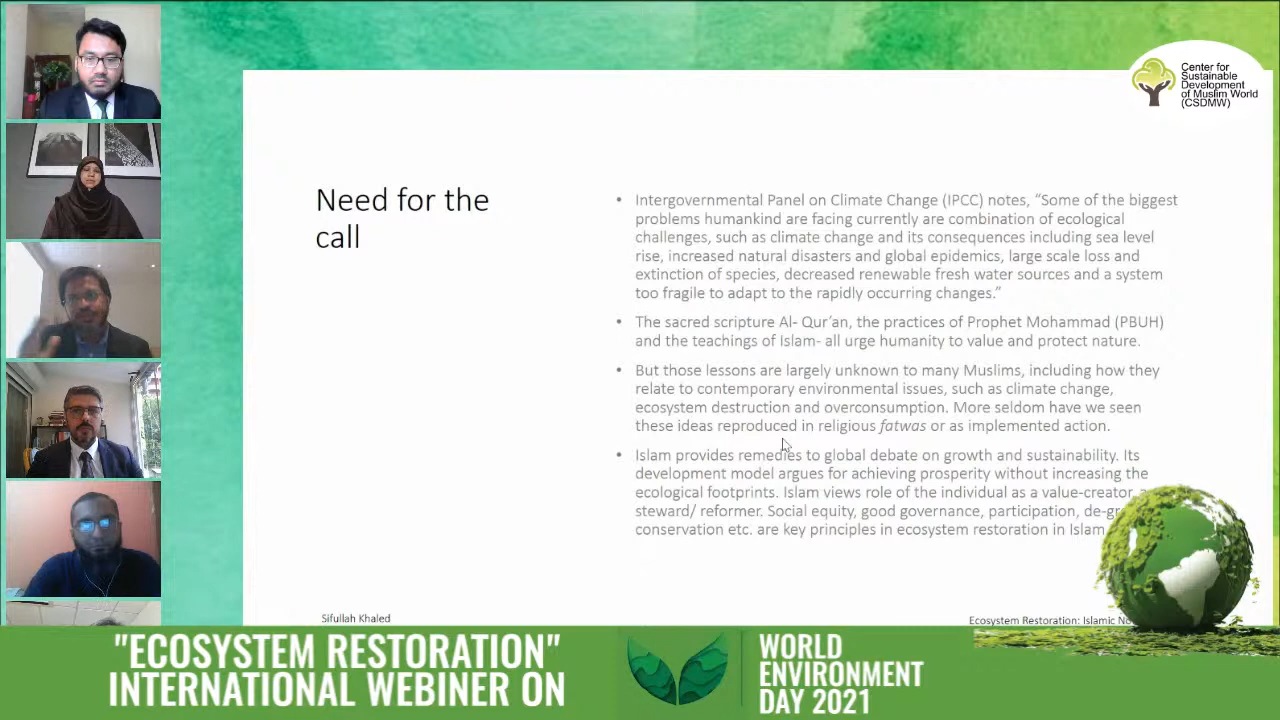 Center for
Sustainable
Development
of Muslim World
(CSDMW)
Need for the
call
• Intergovernmental Panel on Climate Change (IPCC) notes, “Some of the biggest
problems humankind are facing currently are combination of ecological
challenges, such as climate change and its consequences including sea level
rise, increased natural disasters and global epidemics, large scale loss and
extinction of species, decreased renewable fresh water sources and a system
too fragile to adapt to the rapidly occurring changes.”
• The sacred scripture Al- Qur’an, the practices of Prophet Mohammad (PBUH)
and the teachings of Islam- all urge humanity to value and protect nature.
• But those lessons are largely unknown to many Muslims, including how they
relate to contemporary environmental issues, such as climate change,
ecosystem destruction and overconsumption. More seldom have we seen
these ideas reproduced in religious fatwas or as implemented action.
• Islam provides remedies to global debate on growth and sustainability. Its
development model argues for achieving prosperity without increasing the
ecological footprints. Islam views role of the individual as a value-creator,
steward/ reformer. Social equity, good governance, participation,
conservation etc. are key principles in ecosystem restoration in Islam
Sifullah Khaled
Ecosystem Restoration: Islamic
"ECOSYSTEM RESTORATION"
INTERNATIONAL WEBINER ON
WORLD
ENVIRONMENT
DAY 2021